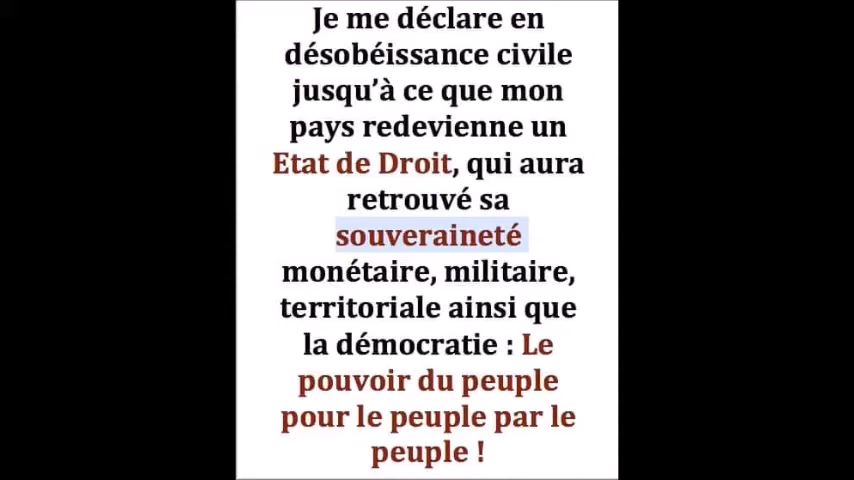 Je me déclare en
désobéissance civile
jusqu’à ce que mon
pays redevienne un
Etat de Droit, qui aura
retrouvé sa
souveraineté
monétaire, militaire,
territoriale ainsi que
la démocratie : Le
pouvoir du peuple
pour le peuple par le
peuple !